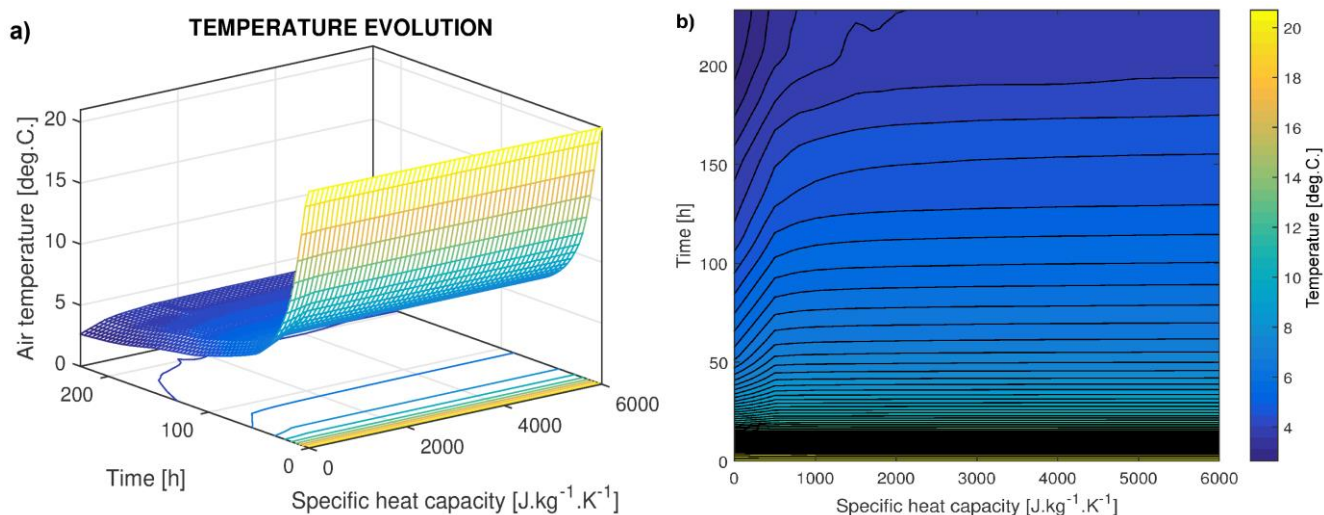 a)
TEMPERATURE EVOLUTION
Air temperature [deg.C.]
20
15
10
5
0
200
100
0
Time [h]
0
2000
4000
6000
Specific heat capacity [J.kg⁻¹.K⁻¹]
b)
Time [h]
200
150
100
50
0
0 1000 2000 3000 4000 5000 6000
Specific heat capacity [J.kg⁻¹.K⁻¹]
20
18
16
14
12
10
8
6
4
Temperature [deg.C.]